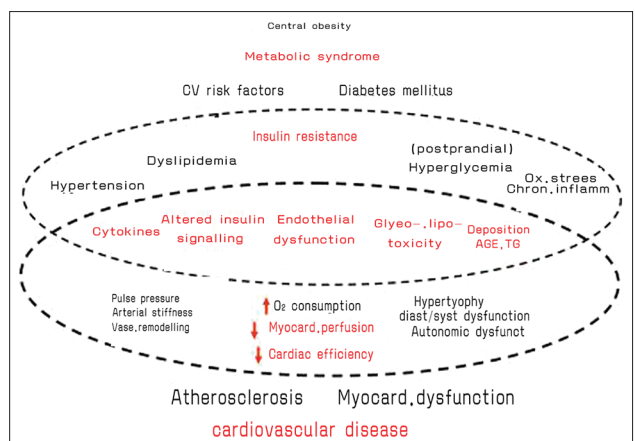 Central obesity
Metabolic syndrome
CV risk factors
Diabetes mellitus
Insulin resistance
Dyslipidemia
(postprandial)
Hyperglycemia
Hypertension
Ox.strees
Chron.inflamm
Cytokines
Altered insulin
signalling
Endothelial
dysfunction
Glyeo-.lipo-
toxicity
Deposition
AGE,TG
Pulse pressure
Arterial stiffness
Vase.remodelling
O₂ consumption
Myocard.perfusion
Cardiac efficiency
Hypertyophy
diast/syst dysfunction
Autonomic dysfunct
Atherosclerosis
Myocard.dysfunction
cardiovascular disease